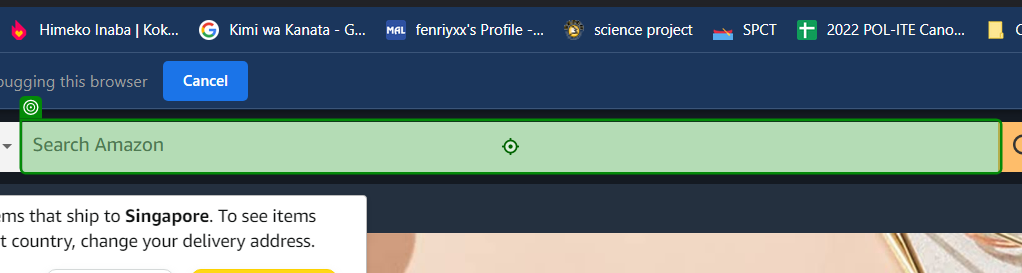 Himeko Inaba | Kok... Kimi wa Kanata - G... MAL fenriyxx's Profile -... science project SPCT 2022 POL-ITE Cano...
bugging this browser Cancel
Search Amazon
ems that ship to Singapore. To see items
t country, change your delivery address.